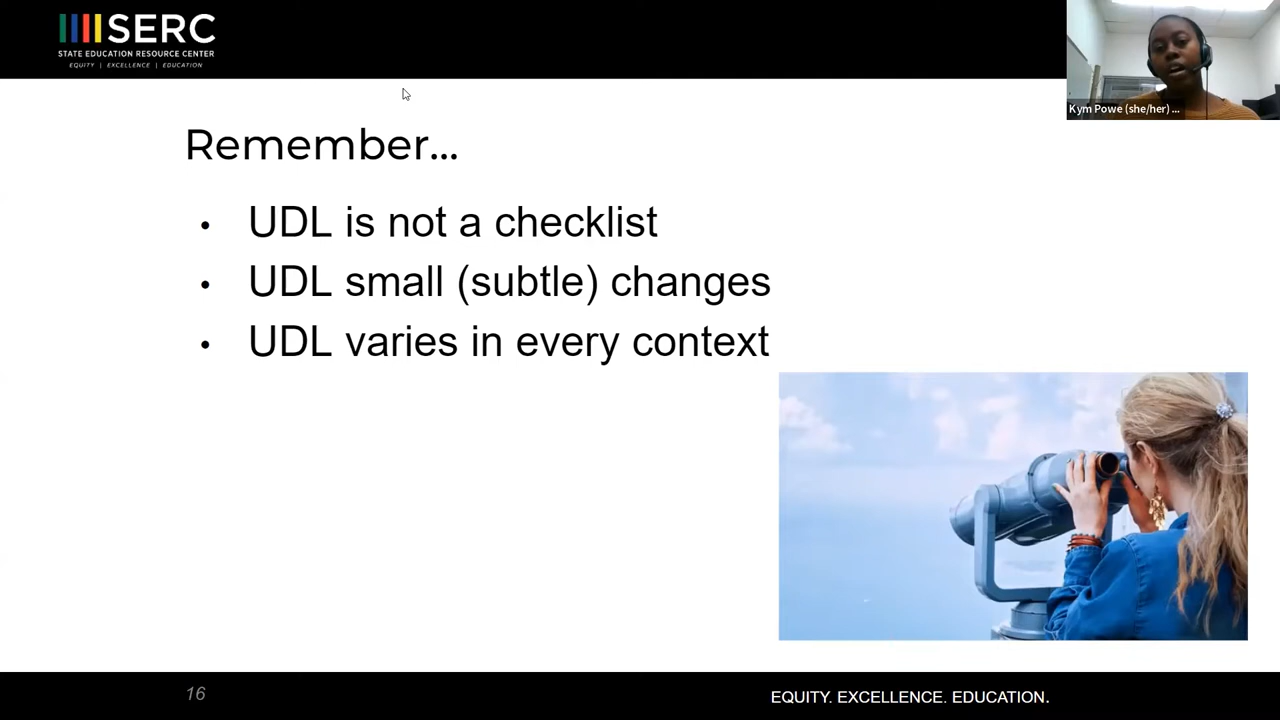 SERC
STATE EDUCATION RESOURCE CENTER
EQUITY | EXCELLENCE | EDUCATION
Kym Powe (she/her) ...
Remember...
• UDL is not a checklist
• UDL small (subtle) changes
• UDL varies in every context
16
EQUITY. EXCELLENCE. EDUCATION.